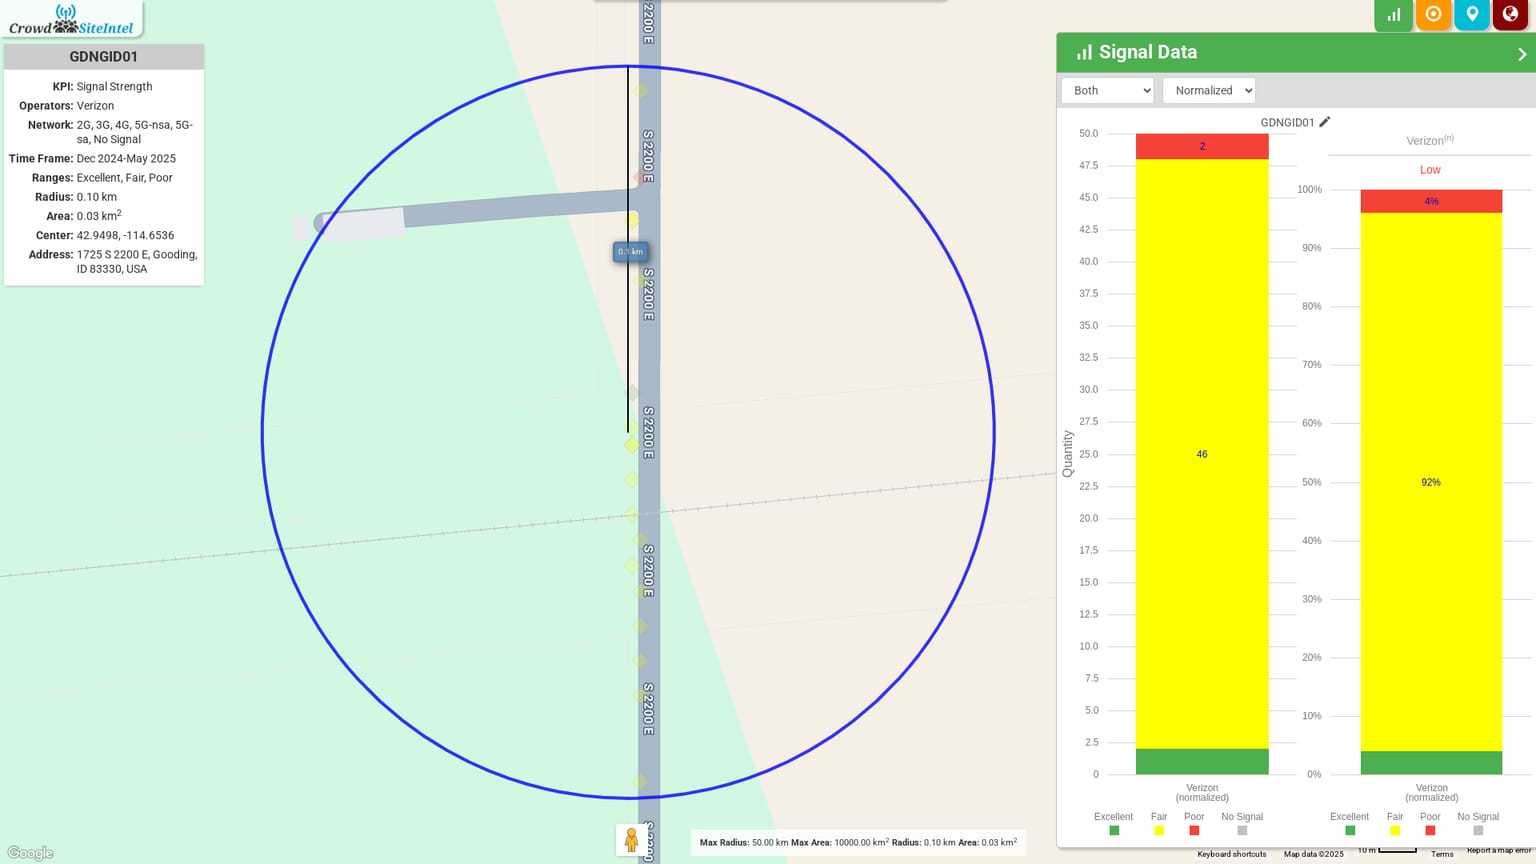 Crowd SiteIntel
GDNGID01
KPI: Signal Strength
Operators: Verizon
Network: 2G, 3G, 4G, 5G-nsa, 5G-
sa, No Signal
Time Frame: Dec 2024-May 2025
Ranges: Excellent, Fair, Poor
Radius: 0.10 km
Area: 0.03 km²
Center: 42.9498, -114.6536
Address: 1725 S 2200 E, Gooding,
ID 83330, USA
2200 E
S 2200 E
0.1 km
S 2200 E
S 2200 E
S 2200 E
S 2200 E
S 2200
Google
Max Radius: 50.00 km Max Area: 10000.00 km² Radius: 0.10 km Area: 0.03 km²
Signal Data
Both
Normalized
GDNGID01
Quantity
50.0
47.5
45.0
42.5
40.0
37.5
35.0
32.5
30.0
27.5
25.0
22.5
20.0
17.5
15.0
12.5
10.0
7.5
5.0
2.5
0
2
46
Verizon
(normalized)
Excellent Fair Poor No Signal
Verizon(n)
Low
100%
90%
80%
70%
60%
50%
40%
30%
20%
10%
0%
4%
92%
Verizon
(normalized)
Excellent Fair Poor No Signal
Keyboard shortcuts Map data ©2025 10 m Terms Report a map error